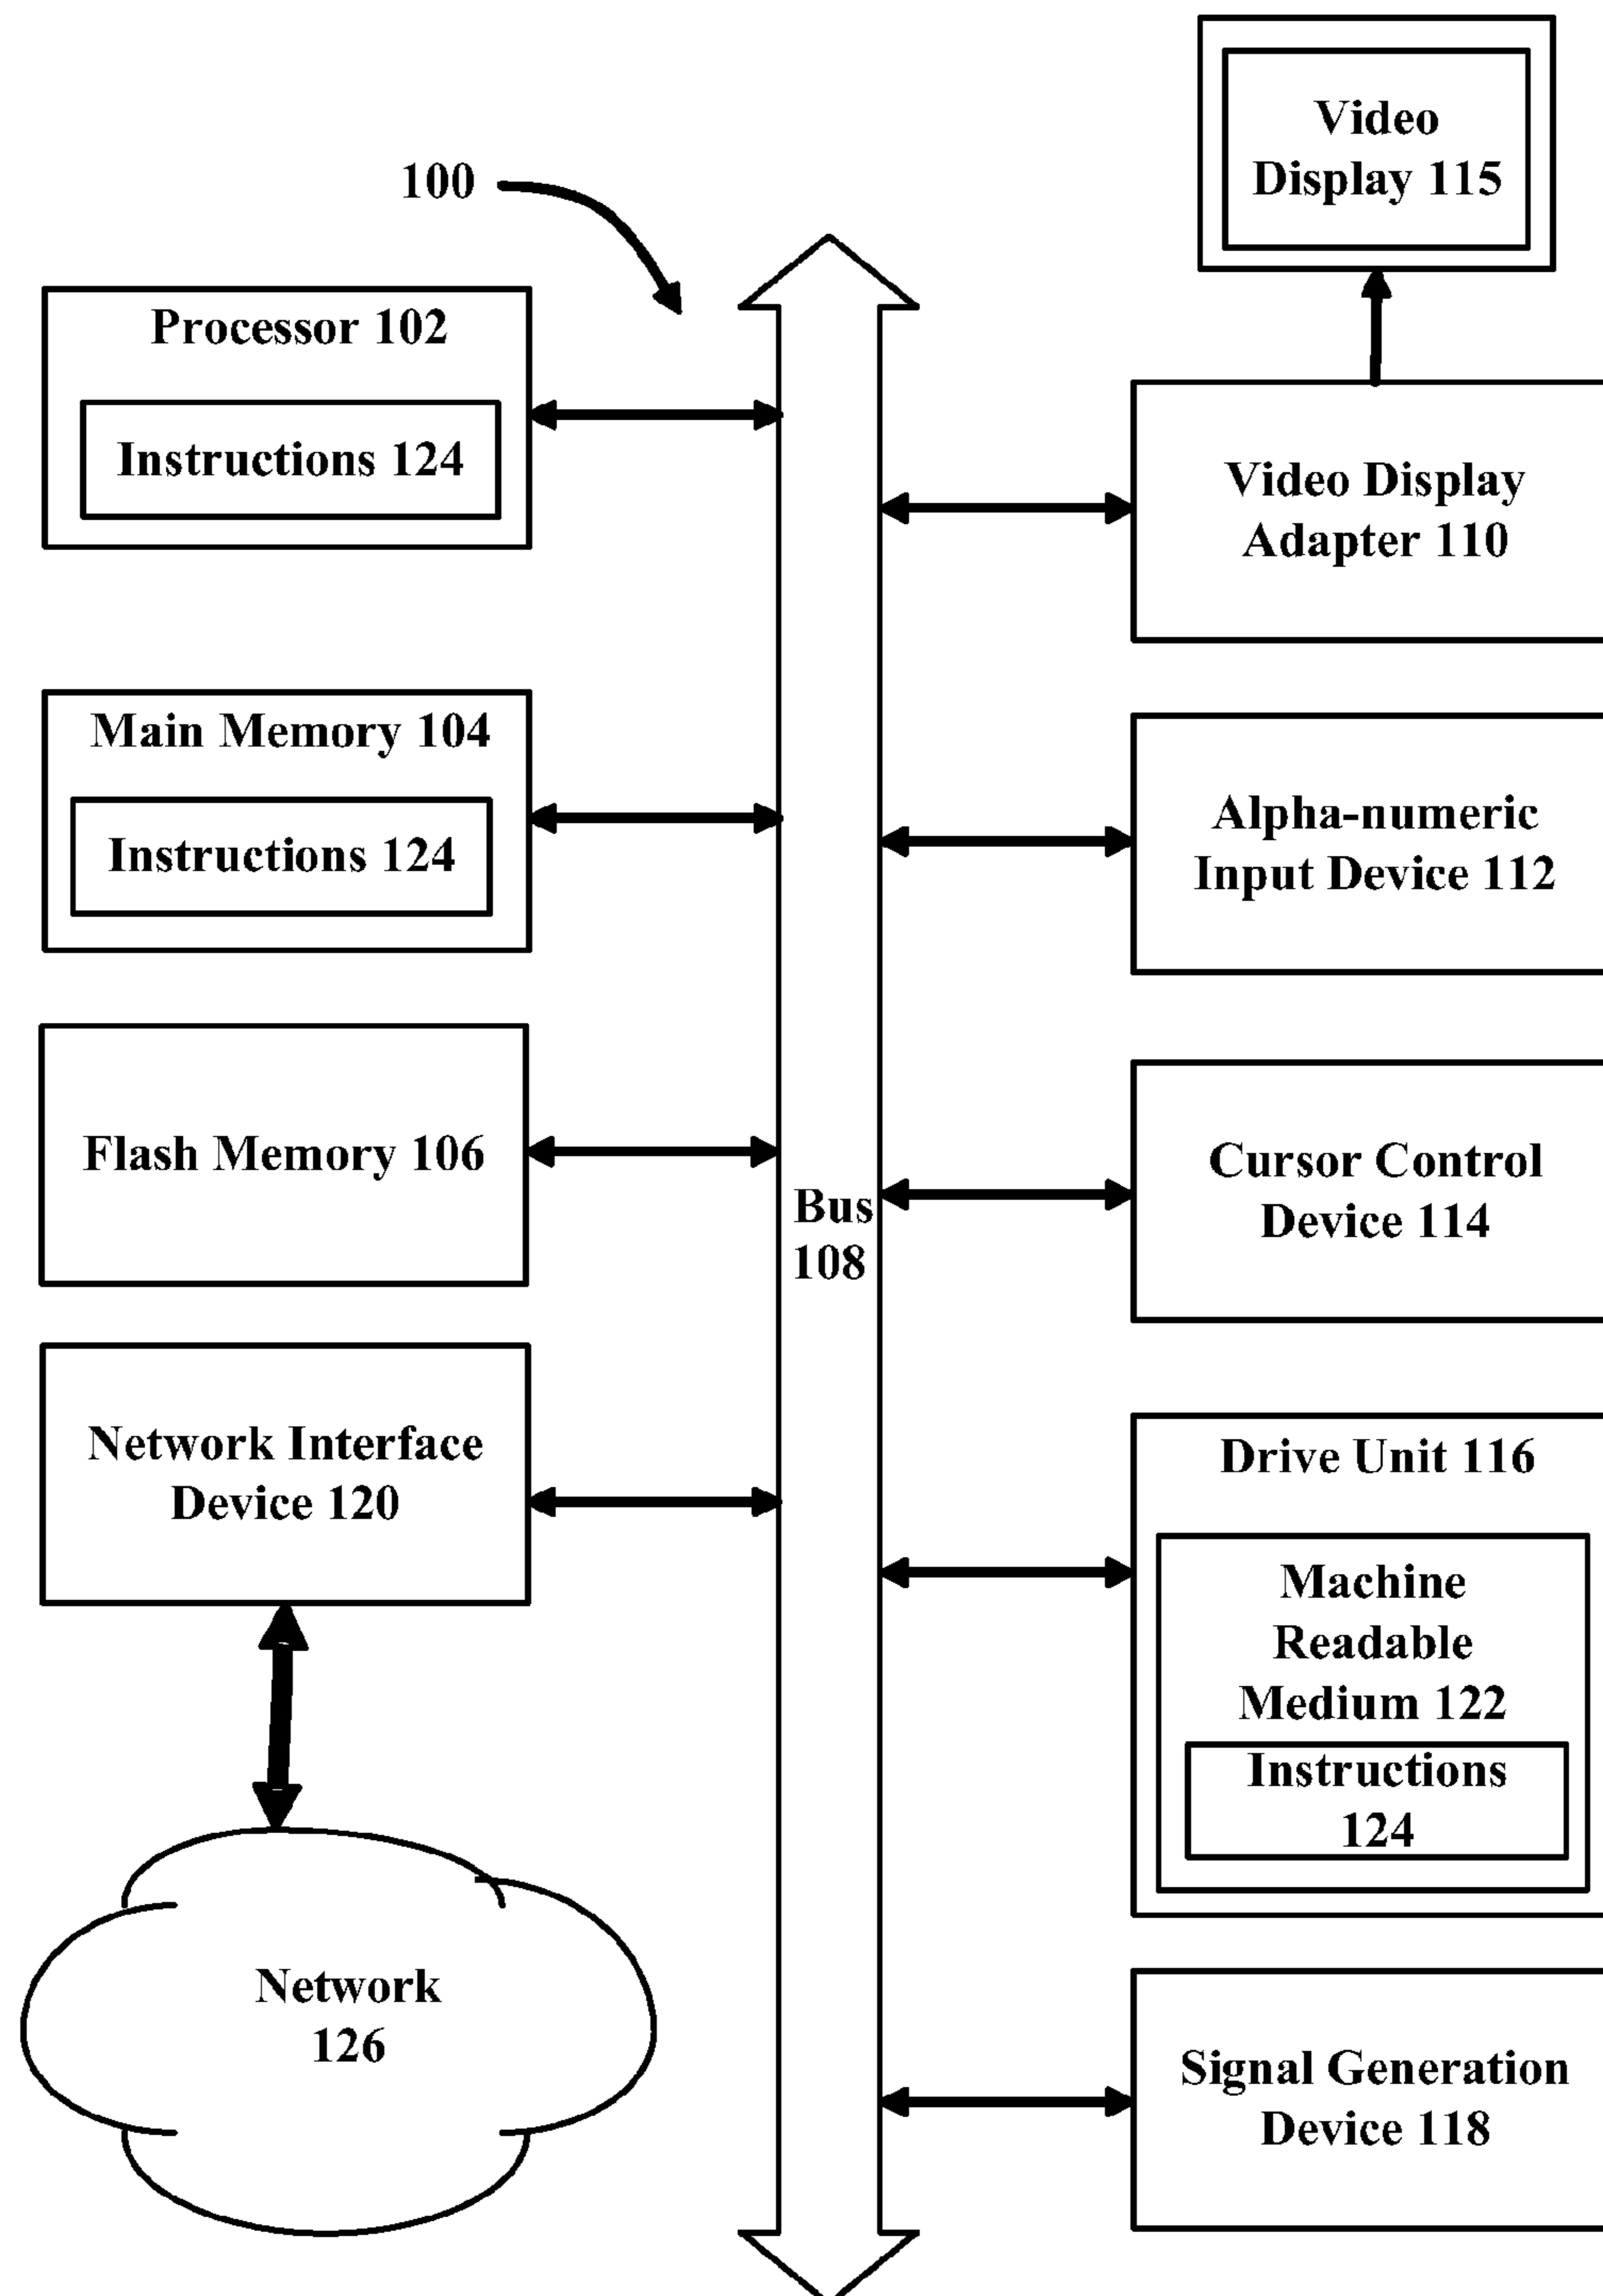 100
Processor 102
Instructions 124
Main Memory 104
Instructions 124
Flash Memory 106
Network Interface
Device 120
Network
126
Bus
108
Video
Display 115
Video Display
Adapter 110
Alpha-numeric
Input Device 112
Cursor Control
Device 114
Drive Unit 116
Machine
Readable
Medium 122
Instructions
124
Signal Generation
Device 118